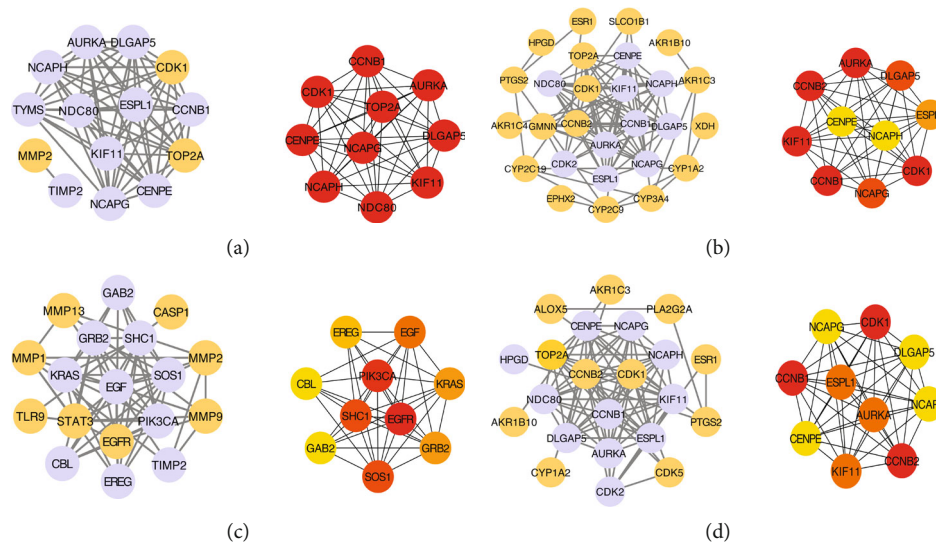 AURKA
DLGAP5
NCAPH
CDK1
TYMS
NDC80
ESPL1
CCNB1
KIF11
MMP2
TOP2A
TIMP2
NCAPG
CENPE
CCNB1
CDK1
AURKA
TOP2A
CENPE
DLGAP5
NCAPG
NCAPH
KIF11
NDC80
(a)
ESR1
SLCO1B1
HPGD
TOP2A
CENPE
AKR1B10
PTGS2
NDC80
CDK1
KIF11
NCAPH
AKR1C3
AKR1C4
GMNN
CCNB2
CCNB1
DLGAP5
XDH
AURKA
CYP2C19
CDK2
NCAPG
CYP1A2
ESPL1
EPHX2
CYP2C9
CYP3A4
AURKA
DLGAP5
CCNB2
ESPL
CENPE
NCAPH
KIF11
CCNB1
CDK1
NCAPG
(b)
GAB2
MMP13
CASP1
GRB2
SHC1
MMP1
MMP2
KRAS
SOS1
EGF
TLR9
STAT3
PIK3CA
MMP9
EGFR
CBL
TIMP2
EREG
EREG
EGF
PIK3CA
CBL
KRAS
SHC1
EGFR
GAB2
GRB2
SOS1
(c)
AKR1C3
ALOX5
PLA2G2A
CENPE
NCAPG
HPGD
TOP2A
NCAPH
ESR1
CCNB2
CDK1
NDC80
KIF11
AKR1B10
CCNB1
PTGS2
DLGAP5
ESPL1
AURKA
CYP1A2
CDK5
CDK2
NCAPG
CDK1
DLGAP5
CCNB1
ESPL1
NCAP
AURKA
CENPE
CCNB2
KIF11
(d)